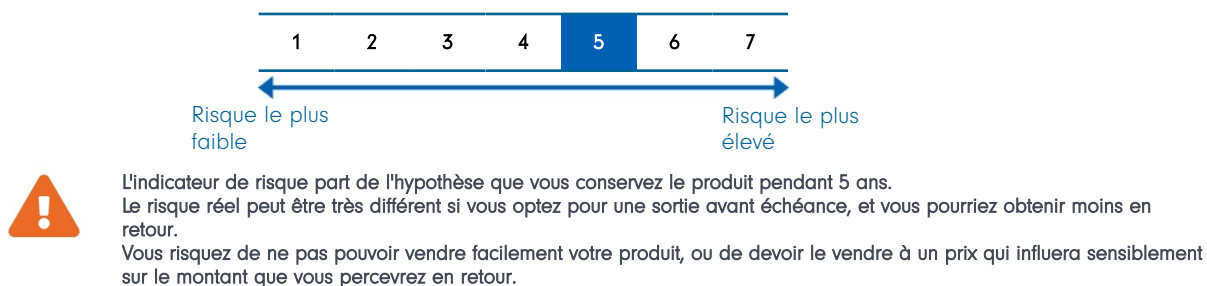 1 2 3 4 5 6 7
Risque le plus faible
Risque le plus élevé
L'indicateur de risque part de l'hypothèse que vous conservez le produit pendant 5 ans.
Le risque réel peut être très différent si vous optez pour une sortie avant échéance, et vous pourriez obtenir moins en
retour.
Vous risquez de ne pas pouvoir vendre facilement votre produit, ou de devoir le vendre à un prix qui influera sensiblement
sur le montant que vous percevrez en retour.